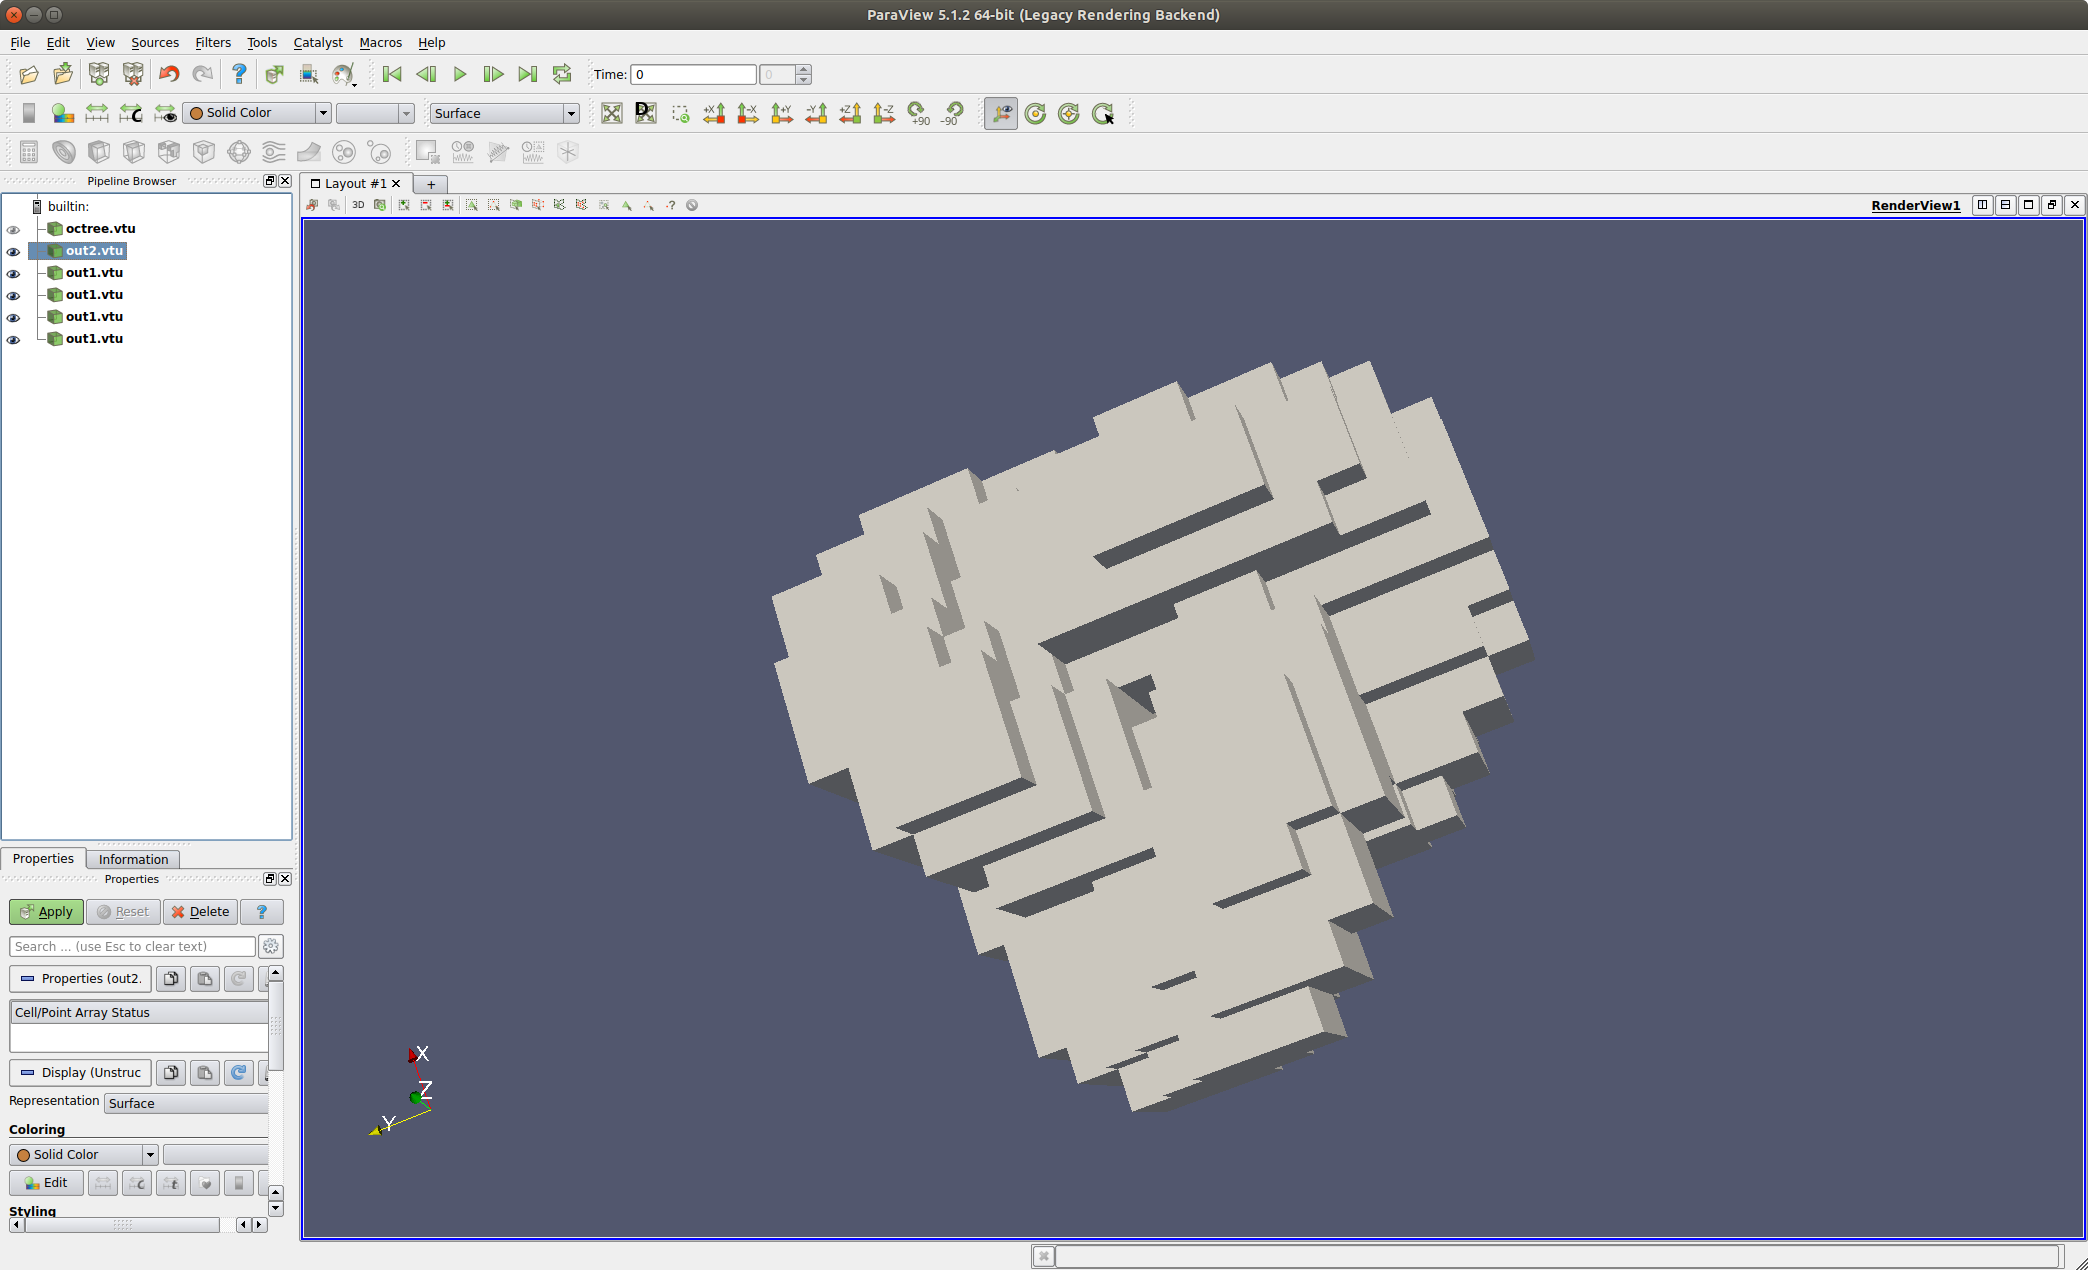 ParaView 5.1.2 64-bit (Legacy Rendering Backend)
File Edit View Sources Filters Tools Catalyst Macros Help
? Time: 0 0
C Solid Color Surface D +X -X +Y -Y +Z -Z +90 -90
Pipeline Browser
Layout #1 +
builtin:
3D ? RenderView1
octree.vtu
out2.vtu
out1.vtu
out1.vtu
out1.vtu
out1.vtu
Properties Information
Properties
Apply Reset Delete ?
Search ... (use Esc to clear text)
Properties (out2.
Cell/Point Array Status
Display (Unstruc
Representation Surface
Coloring
Solid Color
Edit c t
Styling
X
Z
Y